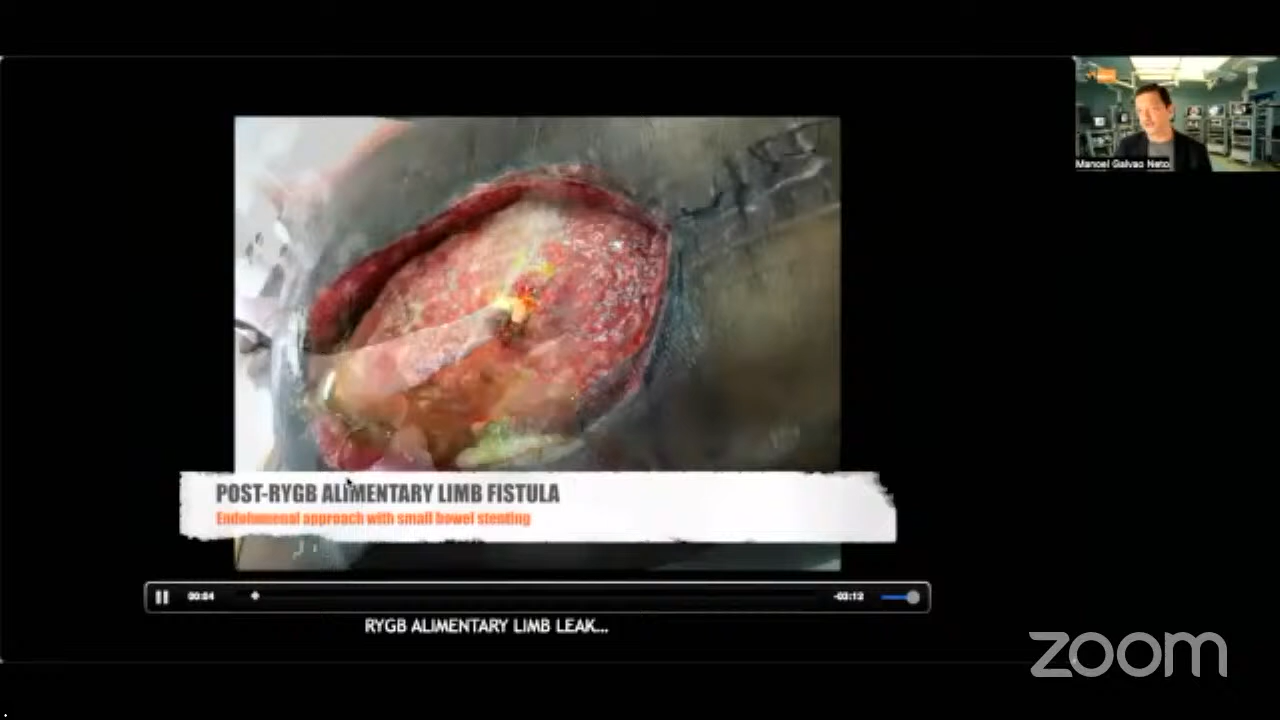 Manoel Galvao Neto
POST-RYGB ALIMENTARY LIMB FISTULA
Endolumenal approach with small bowel stenting
00:04
-03:12
RYGB ALIMENTARY LIMB LEAK...
zoom